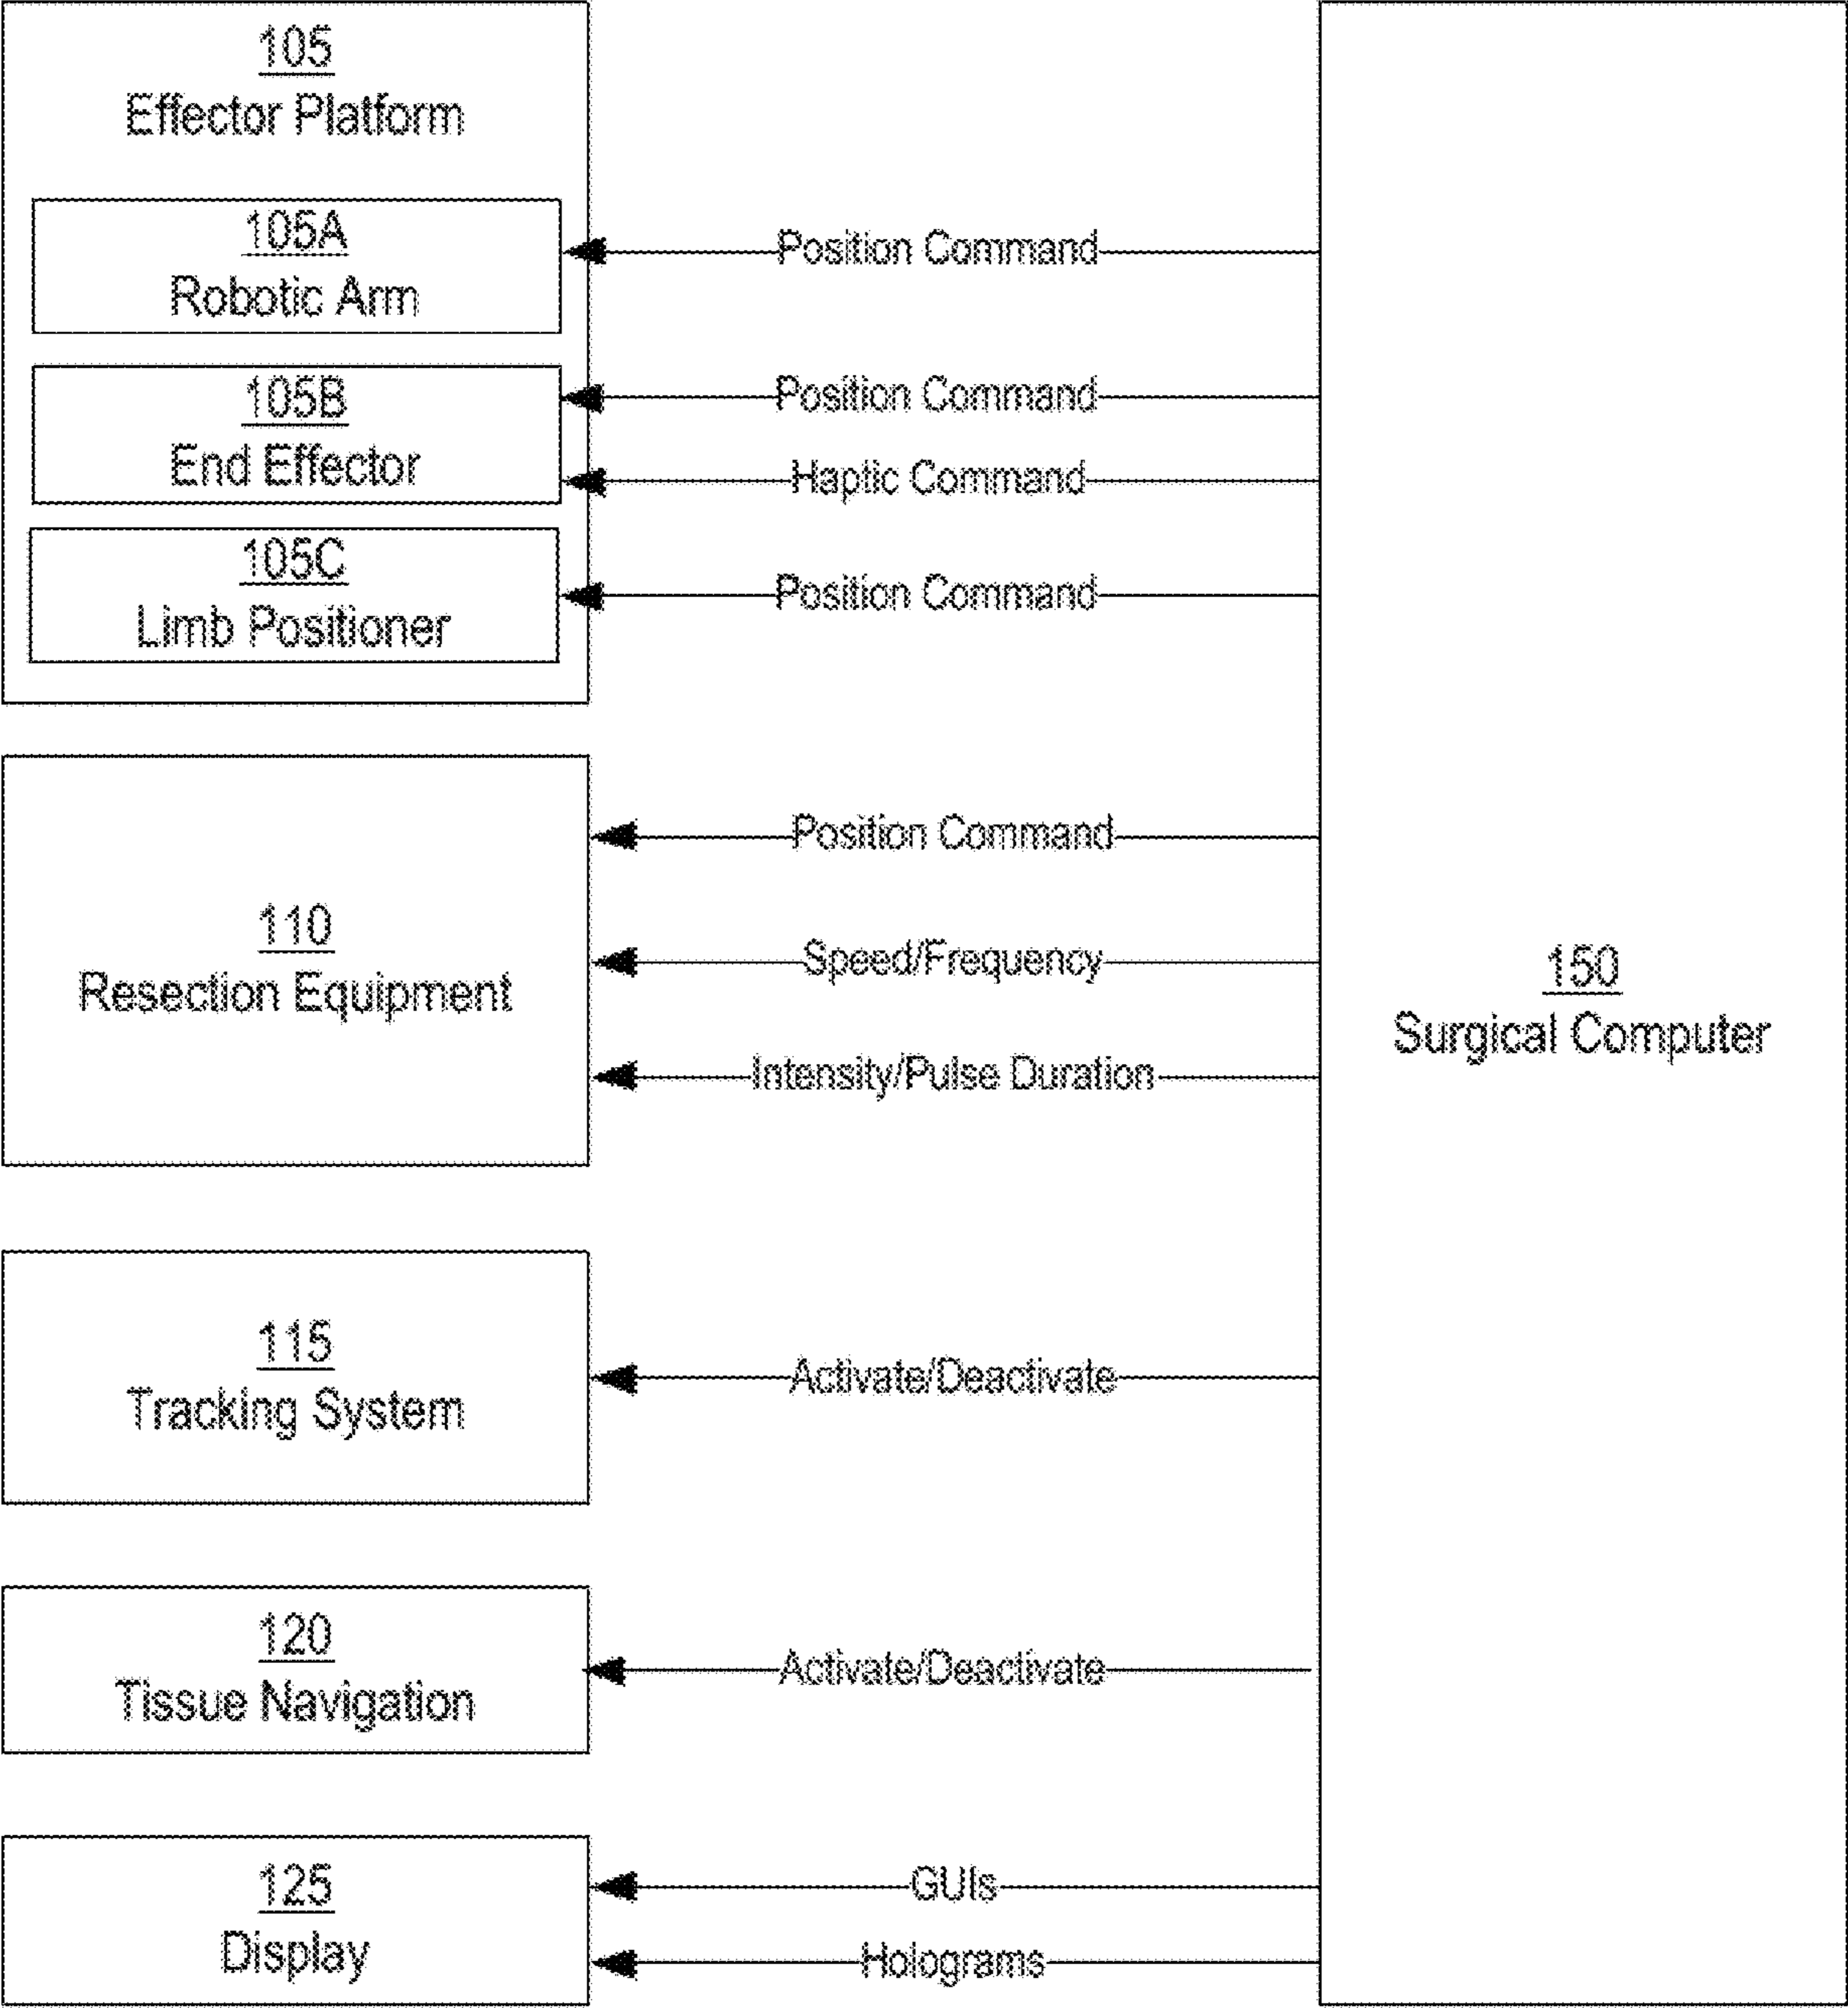 105
Effector Platform
105A
Robotic Arm
Position Command
105B
End Effector
Position Command
Haptic Command
105C
Limb Positioner
Position Command
110
Resection Equipment
Position Command
Speed/Frequency
Intensity/Pulse Duration
150
Surgical Computer
115
Tracking System
Activate/Deactivate
120
Tissue Navigation
Activate/Deactivate
125
Display
GUIs
Holograms